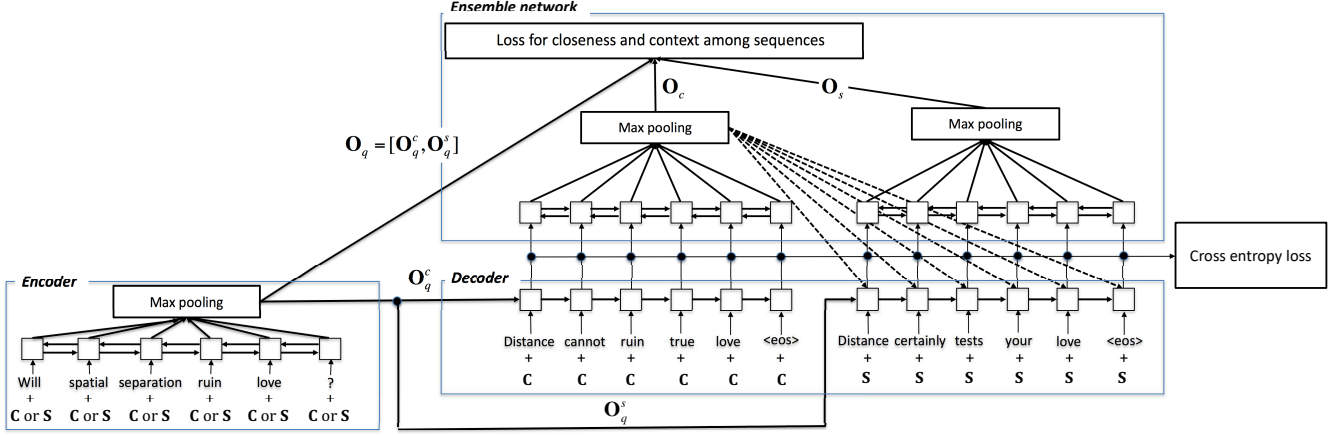 Ensemble network
Loss for closeness and context among sequences
O_c
O_s
Max pooling
Max pooling
O_q = [O_q^c, O_q^s]
Cross entropy loss
Encoder
Max pooling
Will spatial separation ruin love ?
+ + + + + +
C or S C or S C or S C or S C or S C or S
O_q^c
Decoder
Distance cannot ruin true love <eos>
+ + + + + +
C C C C C C
Distance certainly tests your love <eos>
+ + + + + +
S S S S S S
O_q^s